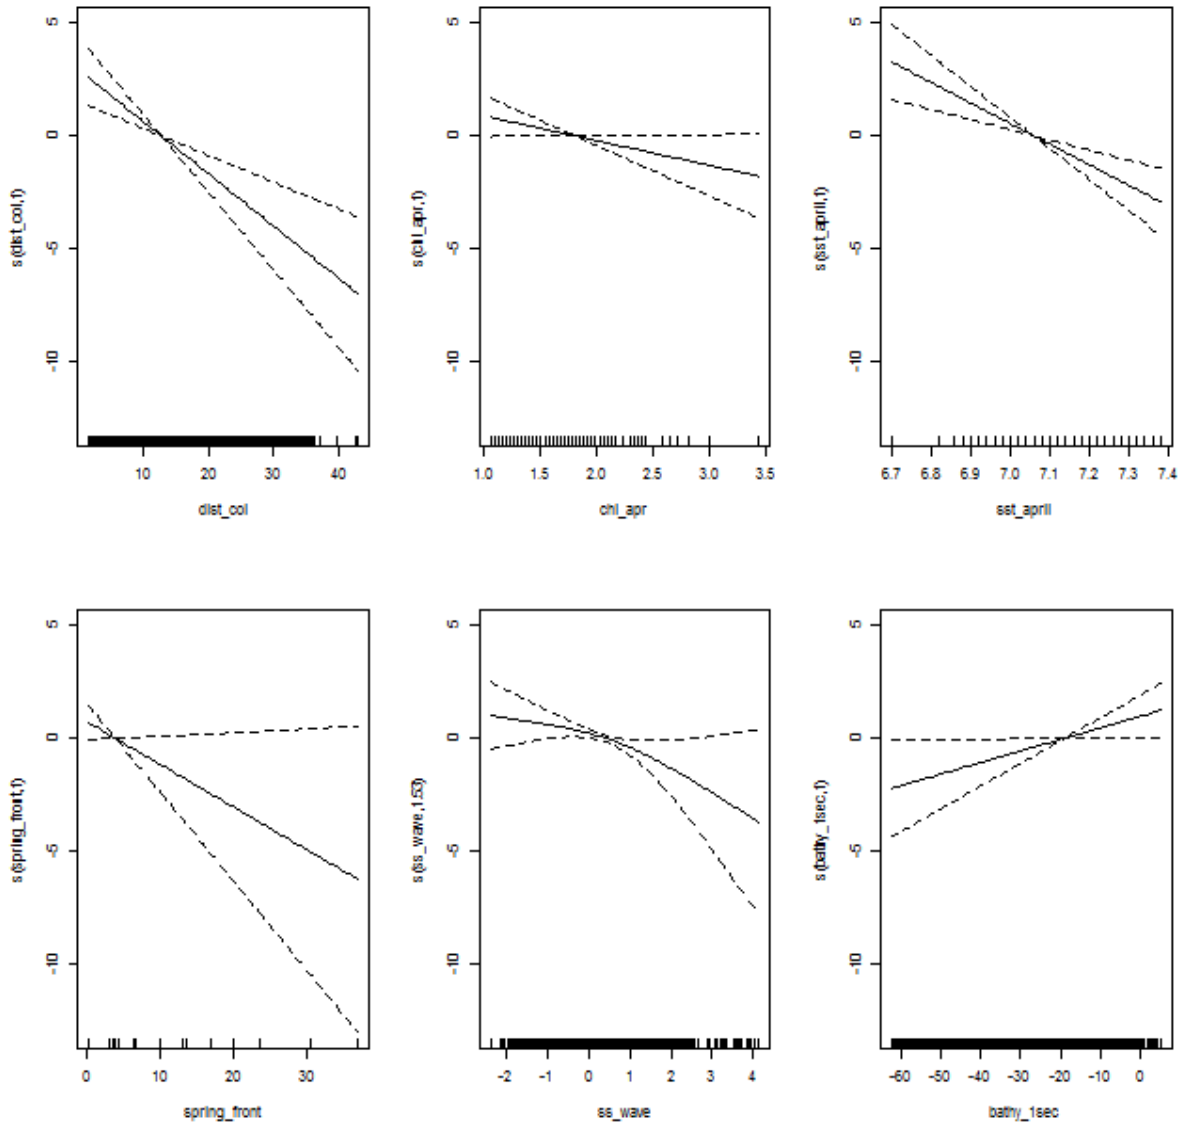 5
0
-5
-10
s(dist_col,1)
10 20 30 40
dist_col
5
0
-5
-10
s(chl_apr,1)
1.0 1.5 2.0 2.5 3.0 3.5
chl_apr
5
0
-5
-10
s(sst_april,1)
6.7 6.8 6.9 7.0 7.1 7.2 7.3 7.4
sst_april
5
0
-5
-10
s(spring_front,1)
0 10 20 30
spring_front
5
0
-5
-10
s(ss_wave,1.53)
-2 -1 0 1 2 3 4
ss_wave
5
0
-5
-10
s(bathy_1sec,1)
-60 -50 -40 -30 -20 -10 0
bathy_1sec